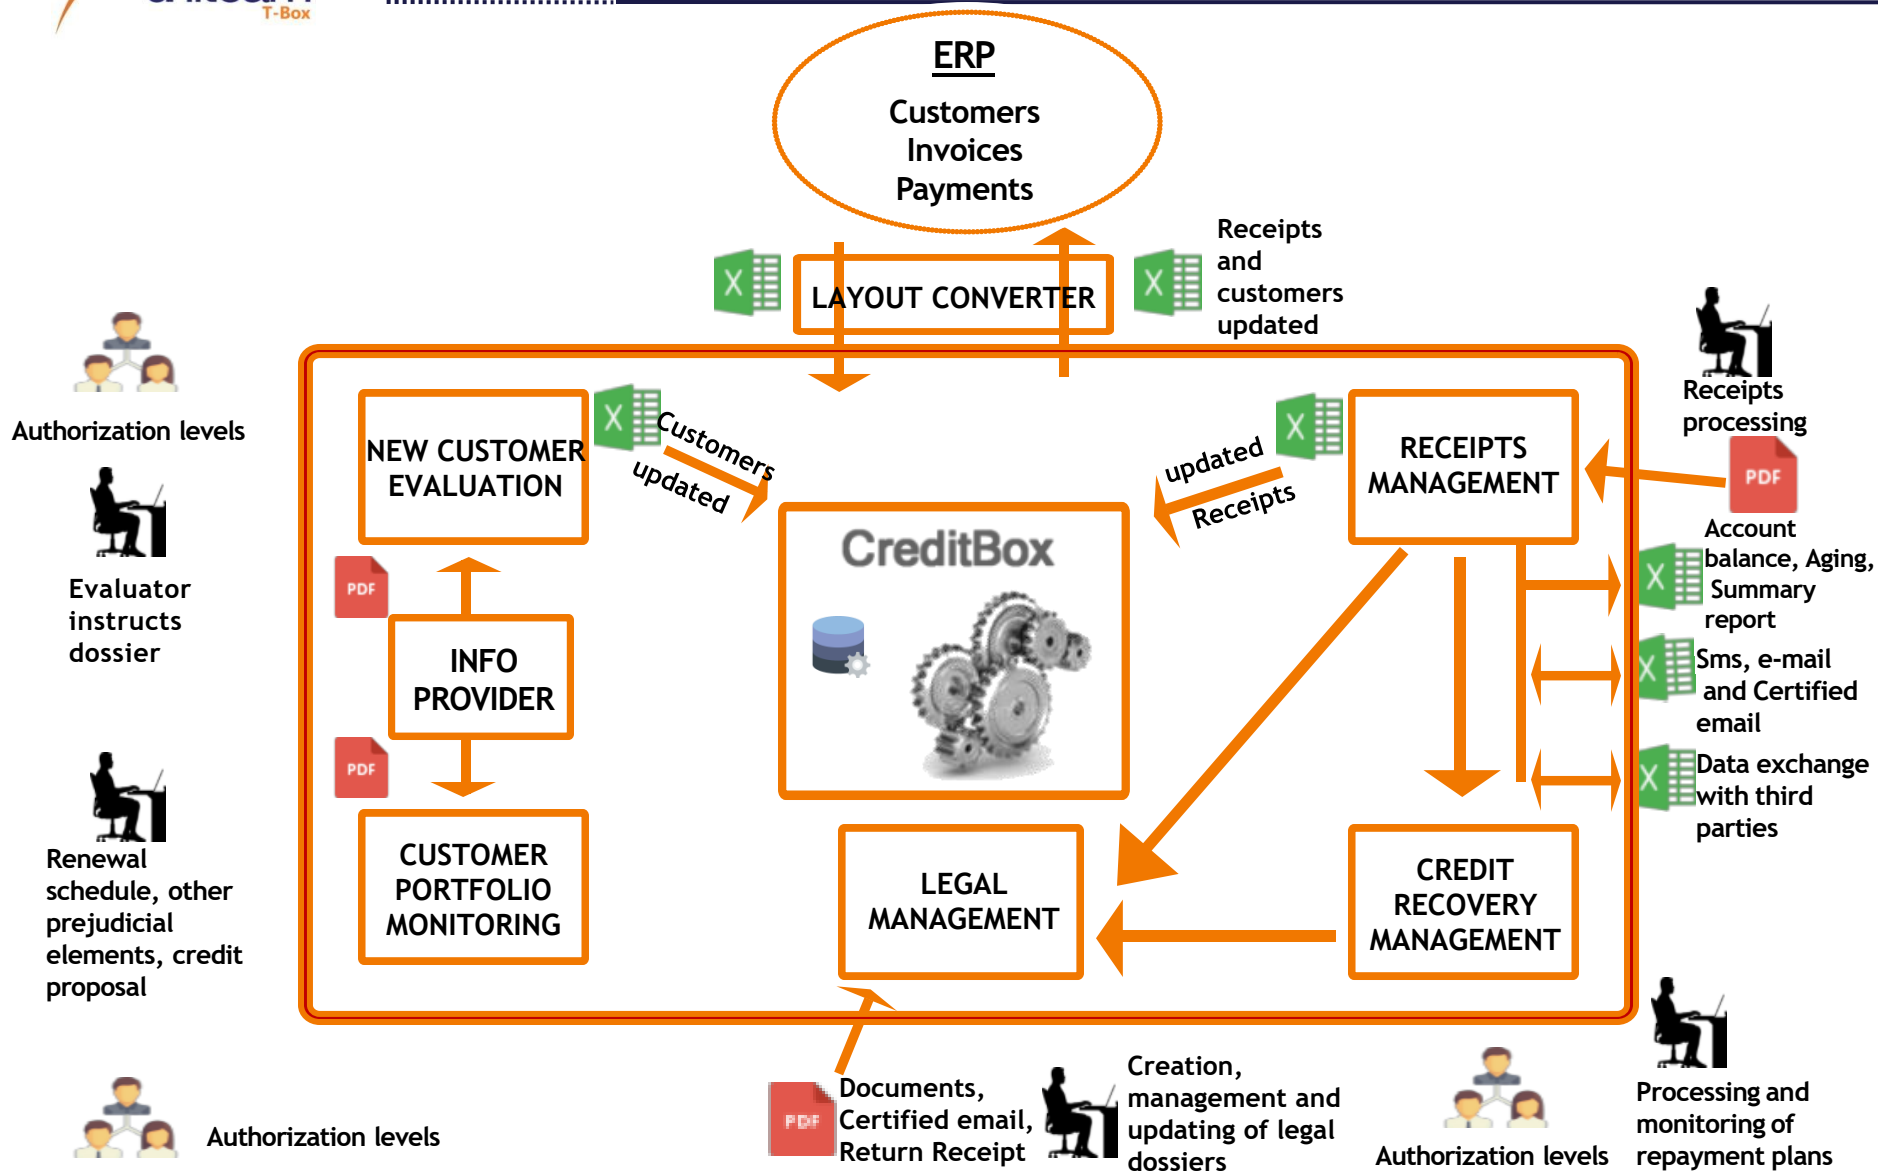 T-Box
ERP
Customers
Invoices
Payments
Receipts
and
customers
updated
LAYOUT CONVERTER
Authorization levels
Receipts
processing
NEW CUSTOMER
EVALUATION
Customers
updated
updated
Receipts
RECEIPTS
MANAGEMENT
PDF
CreditBox
Account
balance, Aging,
Summary
report
Evaluator
instructs
dossier
PDF
INFO
PROVIDER
Sms, e-mail
and Certified
email
PDF
Data exchange
with third
parties
Renewal
schedule, other
prejudicial
elements, credit
proposal
CUSTOMER
PORTFOLIO
MONITORING
LEGAL
MANAGEMENT
CREDIT
RECOVERY
MANAGEMENT
Authorization levels
PDF
Documents,
Certified email,
Return Receipt
Creation,
management and
updating of legal
dossiers
Authorization levels
Processing and
monitoring of
repayment plans
X
X
X
X
X
X
X